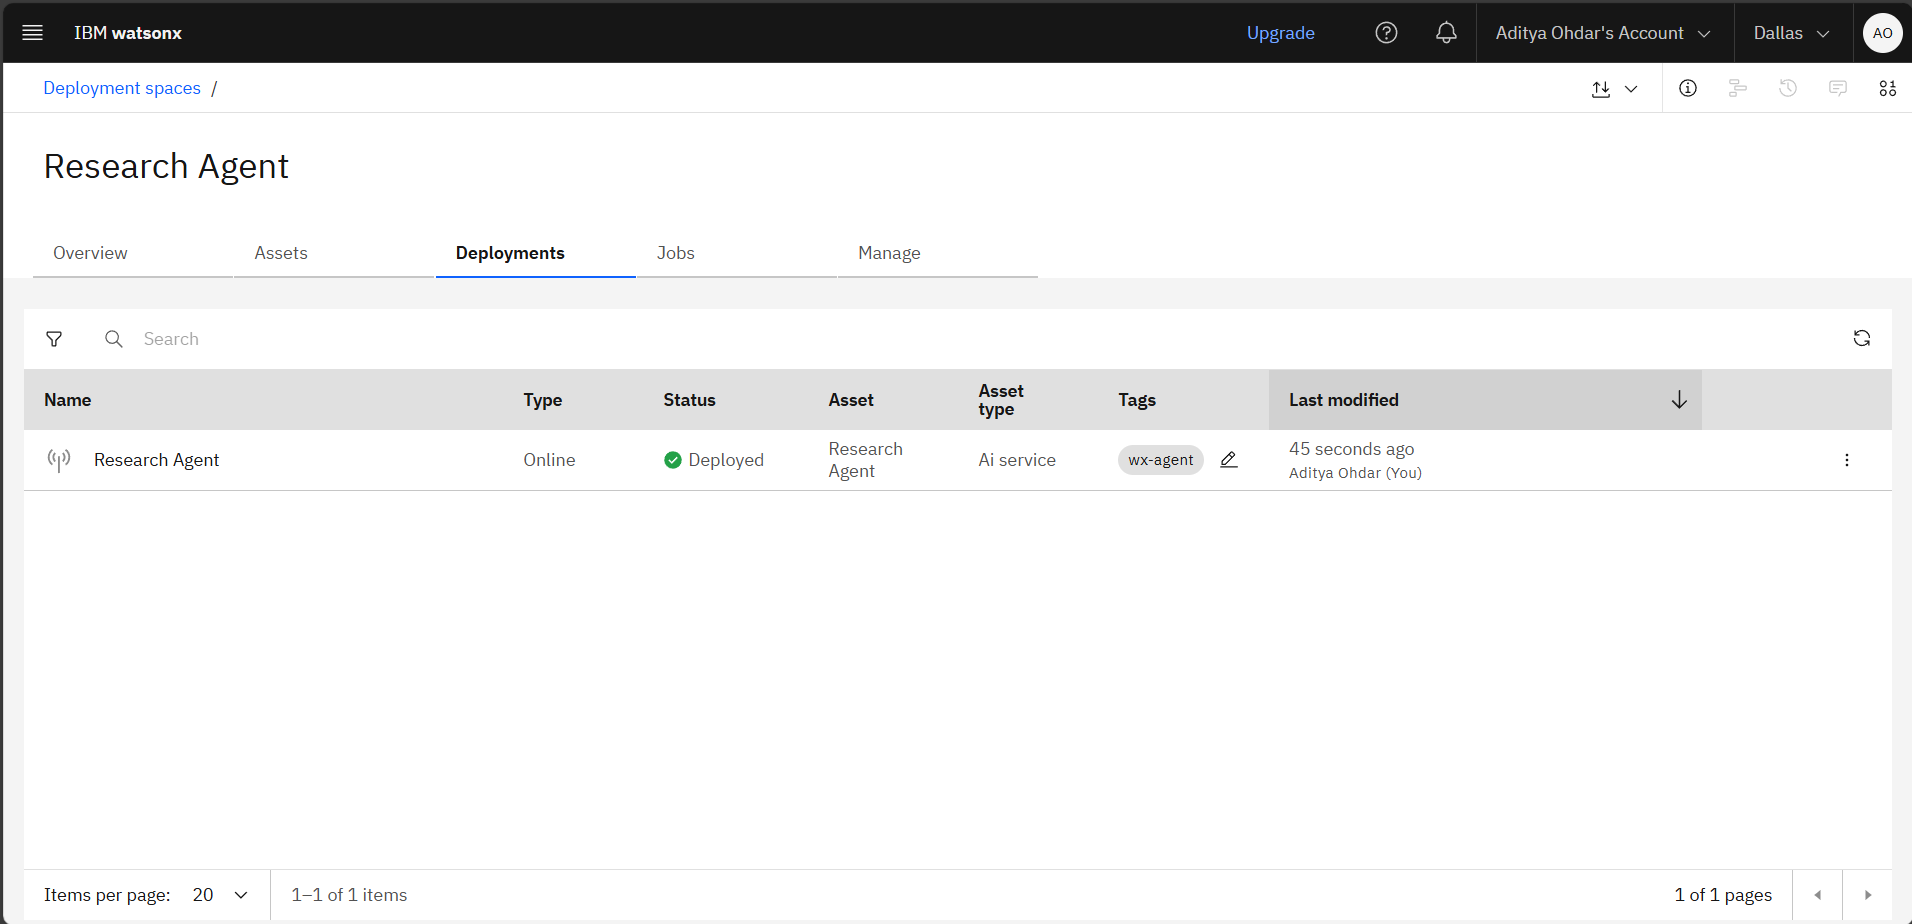 IBM watsonx
Upgrade
Aditya Ohdar's Account
Dallas
AO
Deployment spaces /
Research Agent
Overview
Assets
Deployments
Jobs
Manage
Search
Name
Type
Status
Asset
Asset
type
Tags
Last modified
Research Agent
Online
Deployed
Research
Agent
Ai service
wx-agent
45 seconds ago
Aditya Ohdar (You)
Items per page: 20
1–1 of 1 items
1 of 1 pages